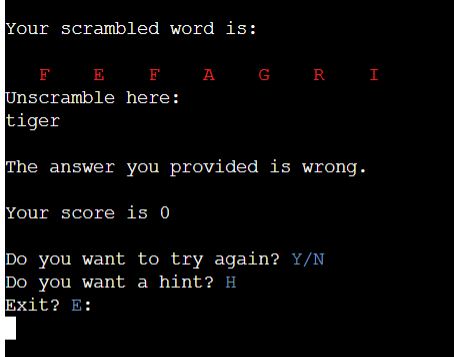 Your scrambled word is:
F E F A G R I
Unscramble here:
tiger
The answer you provided is wrong.
Your score is 0
Do you want to try again? Y/N
Do you want a hint? H
Exit? E: